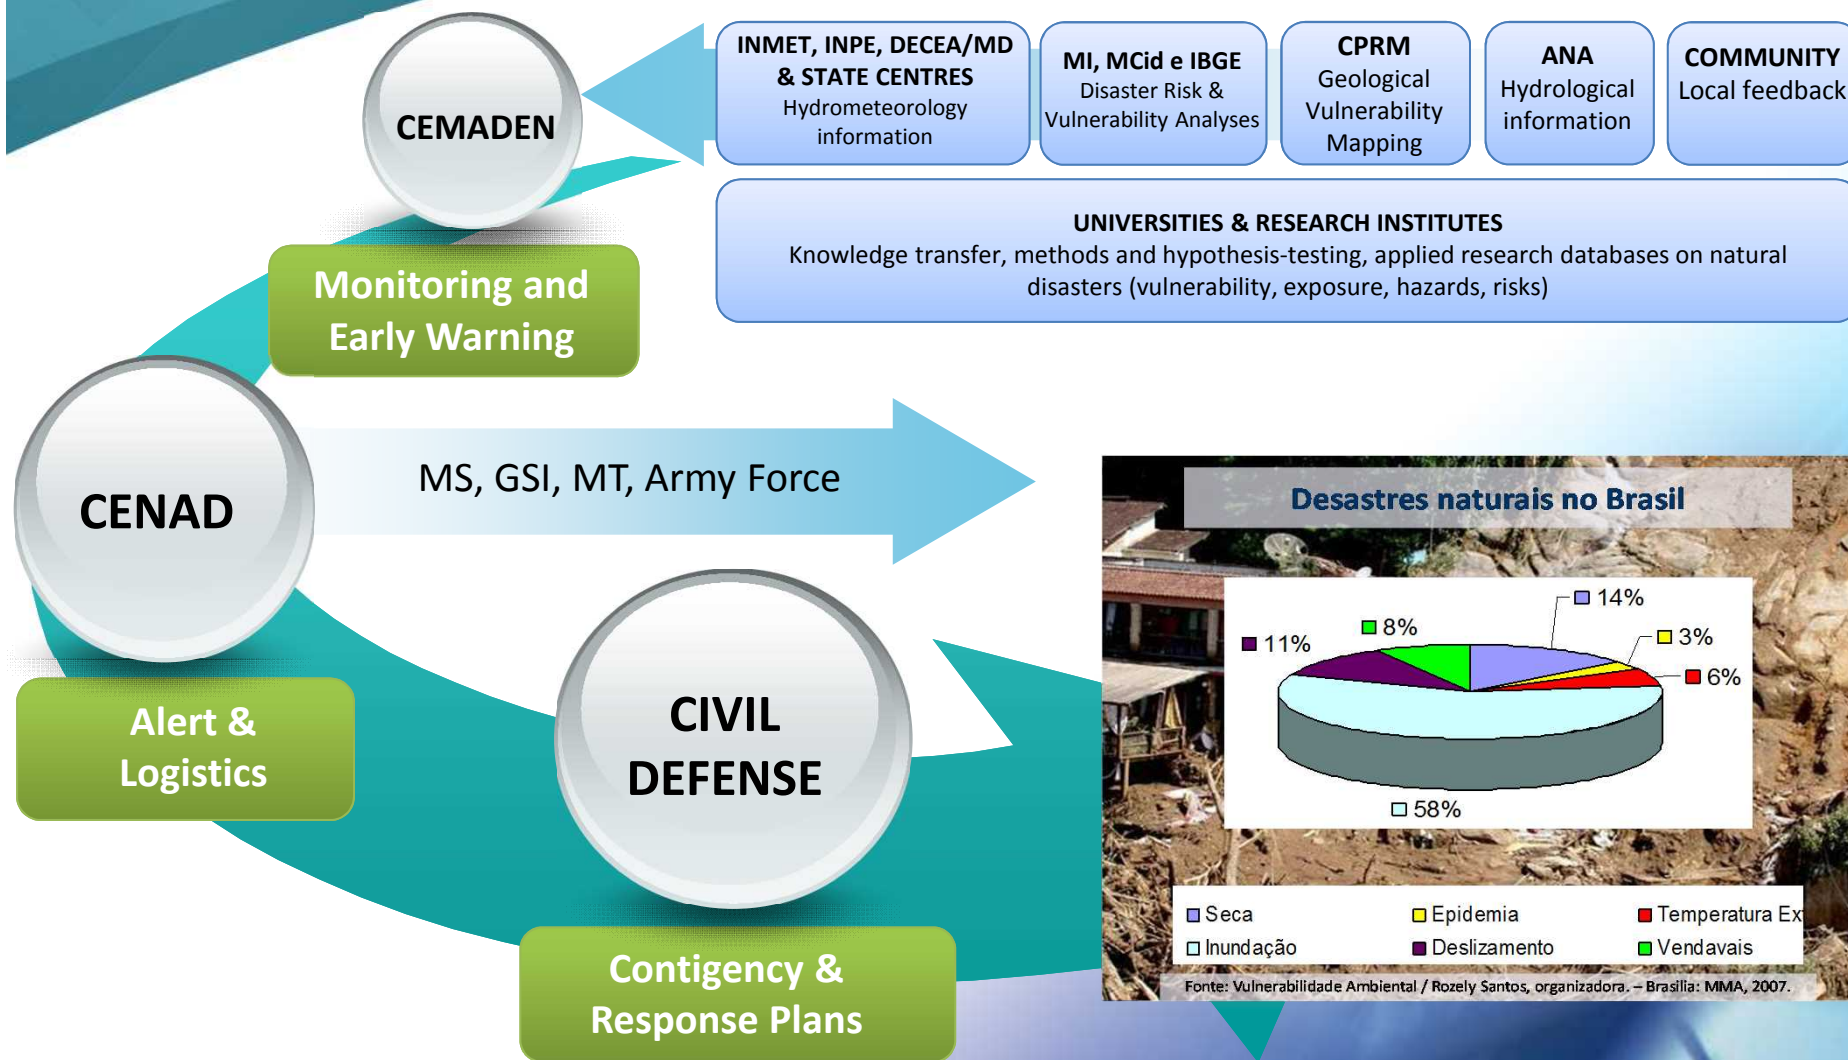 INMET, INPE, DECEA/MD
& STATE CENTRES
Hydrometeorology
information
MI, MCid e IBGE
Disaster Risk &
Vulnerability Analyses
CPRM
Geological
Vulnerability
Mapping
ANA
Hydrological
information
COMMUNITY
Local feedback
CEMADEN
UNIVERSITIES & RESEARCH INSTITUTES
Knowledge transfer, methods and hypothesis-testing, applied research databases on natural
disasters (vulnerability, exposure, hazards, risks)
Monitoring and
Early Warning
CENAD
MS, GSI, MT, Army Force
Alert &
Logistics
CIVIL
DEFENSE
Contigency &
Response Plans
Desastres naturais no Brasil
14%
8%
3%
11%
6%
58%
Seca
Epidemia
Temperatura Ex
Inundação
Deslizamento
Vendavais
Fonte: Vulnerabilidade Ambiental / Rozely Santos, organizadora. – Brasilia: MMA, 2007.